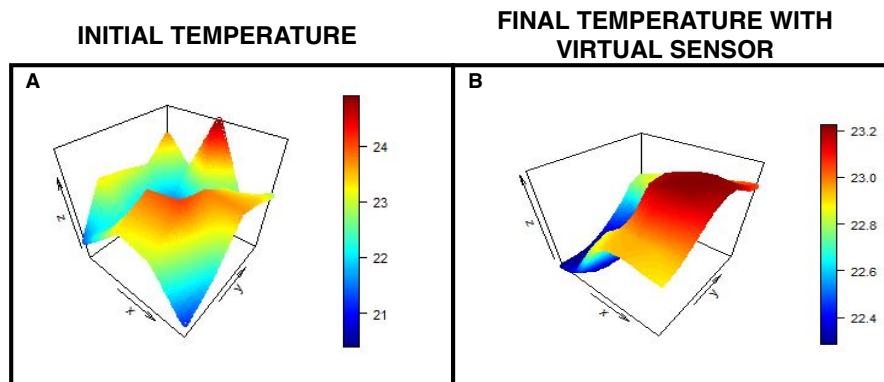 INITIAL TEMPERATURE
FINAL TEMPERATURE WITH
VIRTUAL SENSOR
A
24
23
22
21
z
x
y
B
23.2
23.0
22.8
22.6
22.4
z
x
y